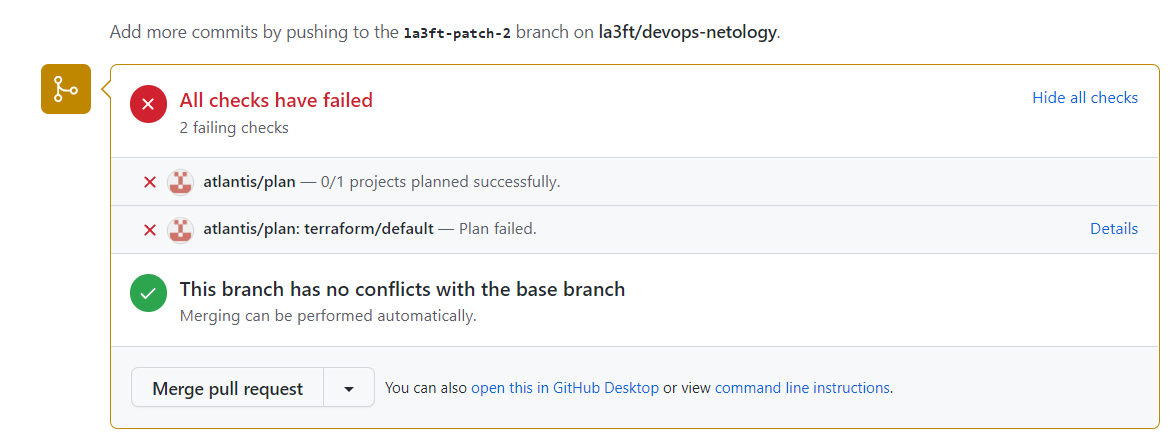 Add more commits by pushing to the la3ft-patch-2 branch on la3ft/devops-netology.
All checks have failed
Hide all checks
2 failing checks
atlantis/plan — 0/1 projects planned successfully.
atlantis/plan: terraform/default — Plan failed.
Details
This branch has no conflicts with the base branch
Merging can be performed automatically.
Merge pull request
You can also open this in GitHub Desktop or view command line instructions.